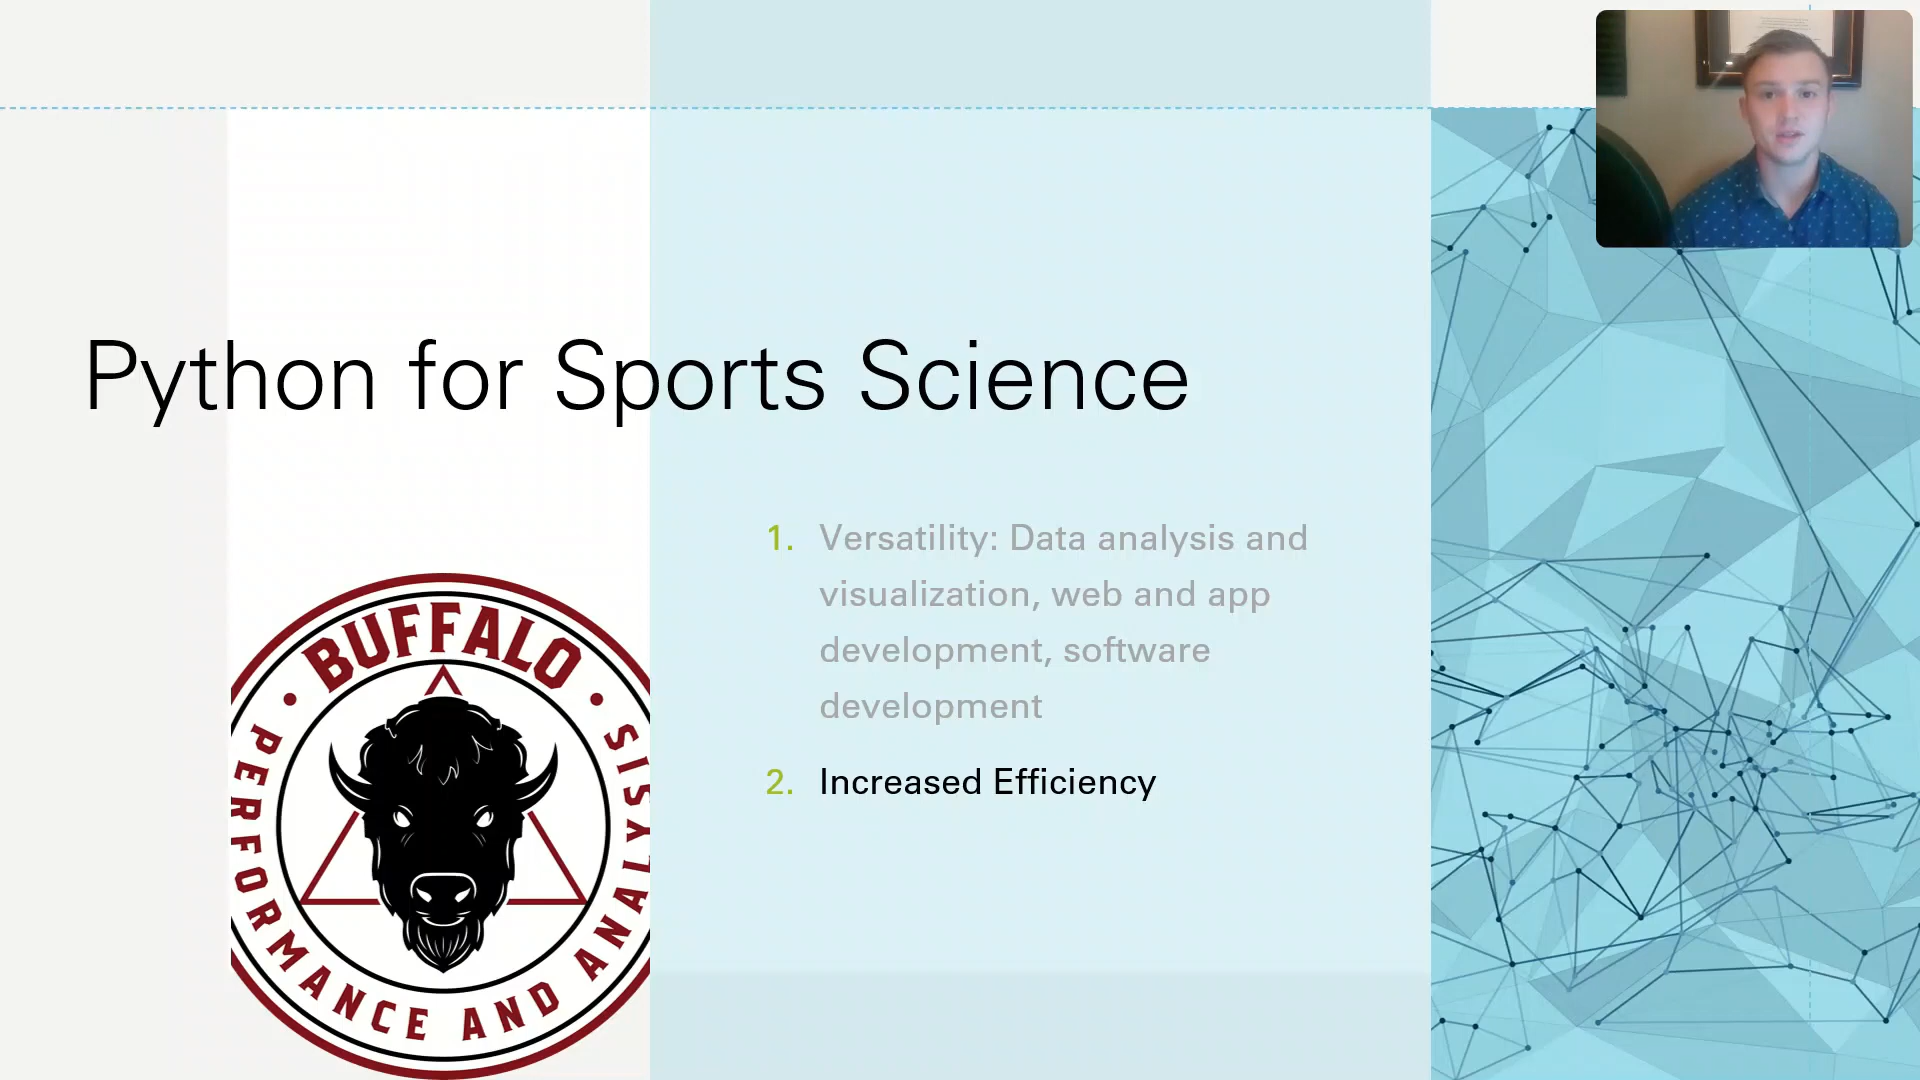 Python for Sports Science
1. Versatility: Data analysis and
visualization, web and app
development, software
development
2. Increased Efficiency
BUFFALO
PERFORMANCE AND ANALYSIS